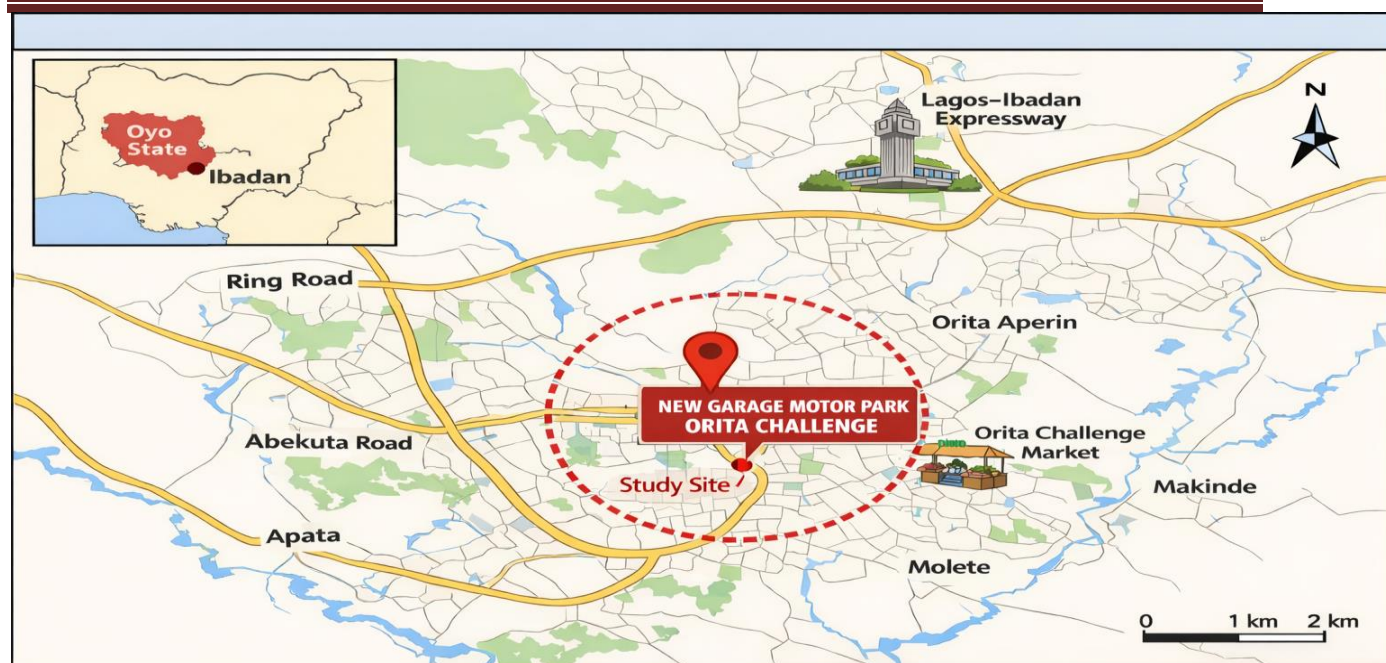 Oyo
State
Ibadan
Lagos-Ibadan
Expressway
N
Ring Road
Orita Aperin
NEW GARAGE MOTOR PARK
ORITA CHALLENGE
Abekuta Road
Orita Challenge
Market
Study Site
Makinde
Apata
Molete
0 1 km 2 km